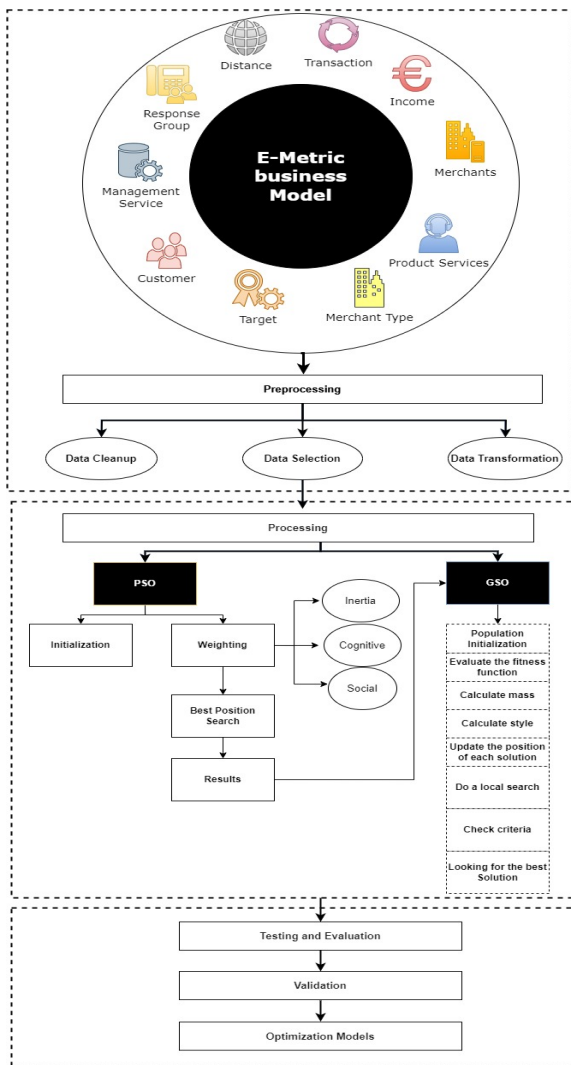 Distance
Transaction
Income
Response
Group
E-Metric
business
Model
Merchants
Management
Service
Product Services
Customer
Target
Merchant Type
Preprocessing
Data Cleanup
Data Selection
Data Transformation
Processing
PSO
GSO
Inertia
Initialization
Weighting
Cognitive
Social
Best Position
Search
Results
Population
Initialization
Evaluate the fitness
function
Calculate mass
Calculate style
Update the position
of each solution
Do a local search
Check criteria
Looking for the best
Solution
Testing and Evaluation
Validation
Optimization Models